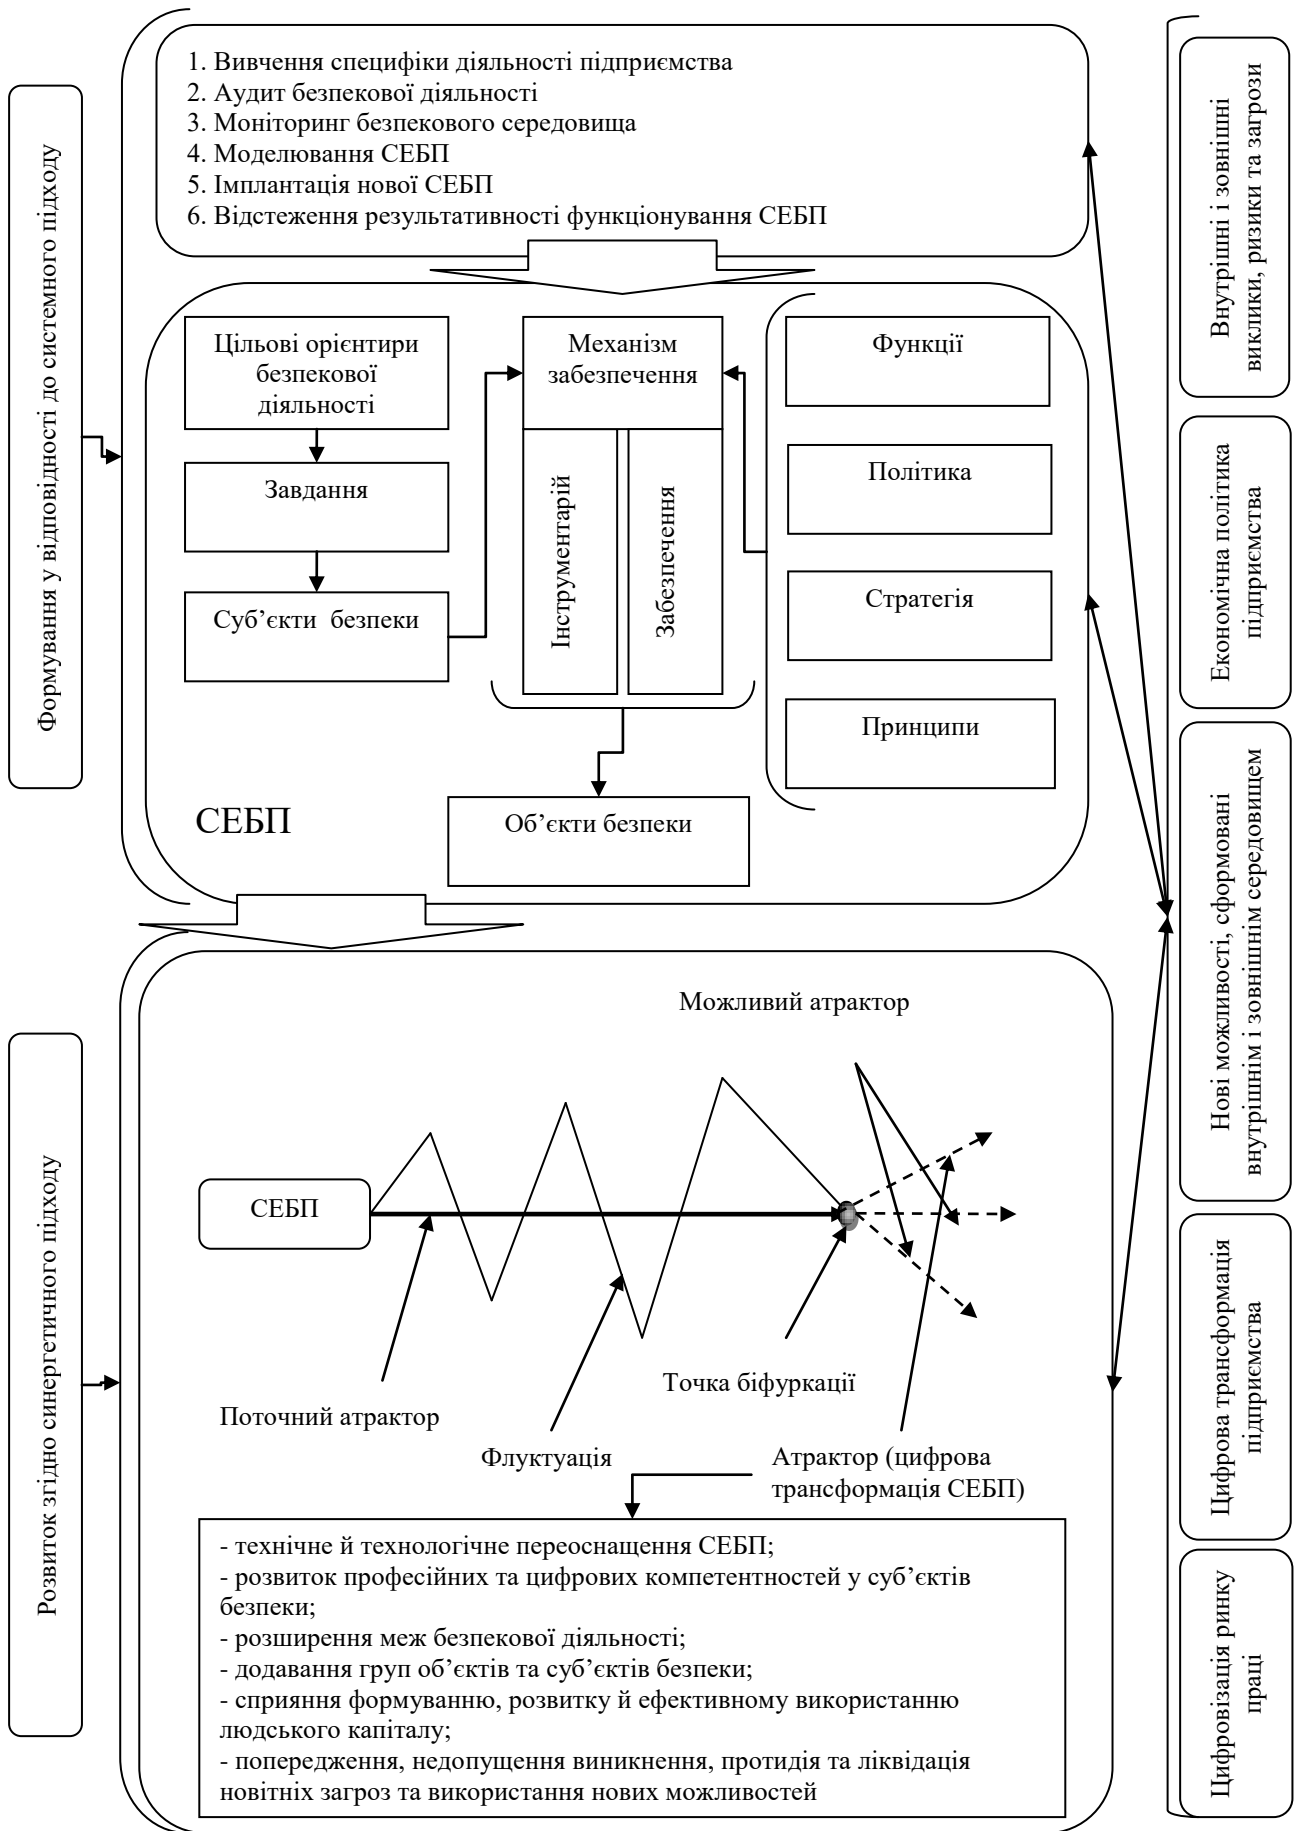 1. Вивчення специфіки діяльності підприємства
2. Аудит безпекової діяльності
3. Моніторинг безпекового середовища
4. Моделювання СЕБП
5. Імплантація нової СЕБП
6. Відстеження результативності функціонування СЕБП
Формування у відповідності до системного підходу
Цільові орієнтири
безпекової
діяльності
Завдання
Суб’єкти безпеки
Механізм
забезпечення
Інструментарій
Забезпечення
Функції
Політика
Стратегія
Принципи
СЕБП
Об’єкти безпеки
Розвиток згідно синергетичного підходу
Можливий атрактор
СЕБП
Точка біфуркації
Поточний атрактор
Флуктуація
Атрактор (цифрова
трансформація СЕБП)
- технічне й технологічне переоснащення СЕБП;
- розвиток професійних та цифрових компетентностей у суб’єктів
безпеки;
- розширення меж безпекової діяльності;
- додавання груп об’єктів та суб’єктів безпеки;
- сприяння формуванню, розвитку й ефективному використанню
людського капіталу;
- попередження, недопущення виникнення, протидія та ліквідація
новітніх загроз та використання нових можливостей
Внутрішні і зовнішні
виклики, ризики та загрози
Економічна політика
підприємства
Нові можливості, сформовані
внутрішнім і зовнішнім середовищем
Цифрова трансформація
підприємства
Цифровізація ринку
праці